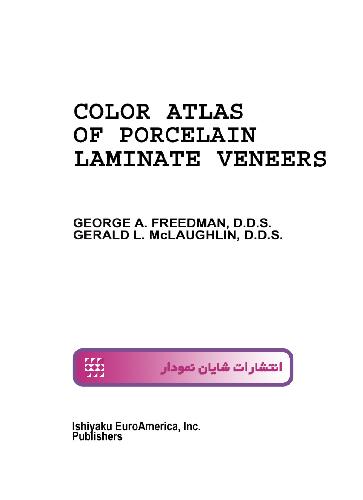 COLOR ATLAS
OF PORCELAIN
LAMINATE VENEERS
GEORGE A. FREEDMAN, D.D.S.
GERALD L. McLAUGHLIN, D.D.S.
انتشارات شایان نمودار
Ishiyaku EuroAmerica, Inc.
Publishers